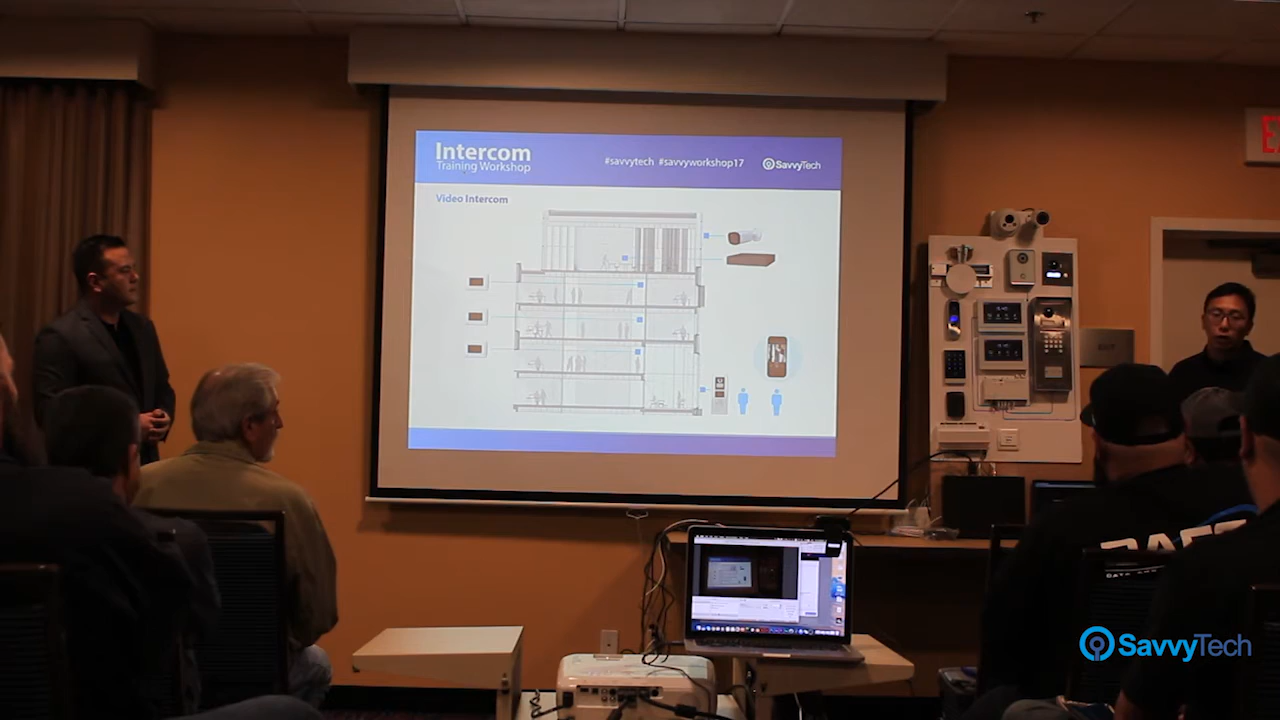 Intercom
Training Workshop
#savvytech #savvyworkshop17
SavvyTech
Video Intercom
SavvyTech